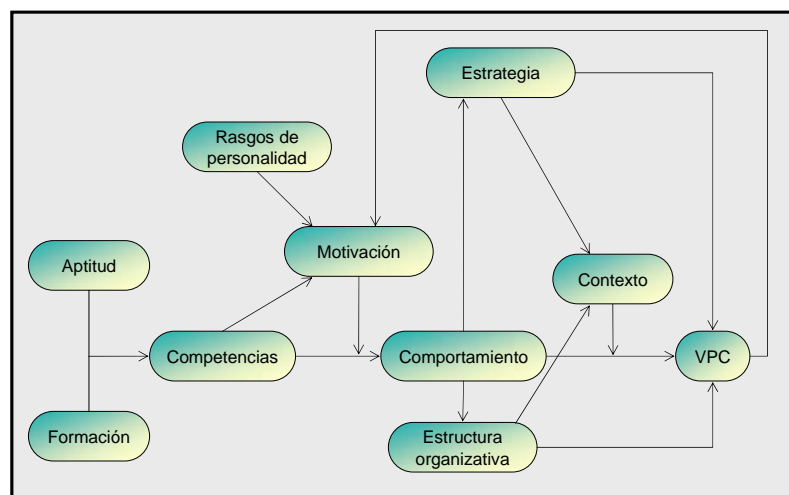 Estrategia
Rasgos de
personalidad
Motivación
Aptitud
Contexto
Competencias
Comportamiento
VPC
Formación
Estructura
organizativa